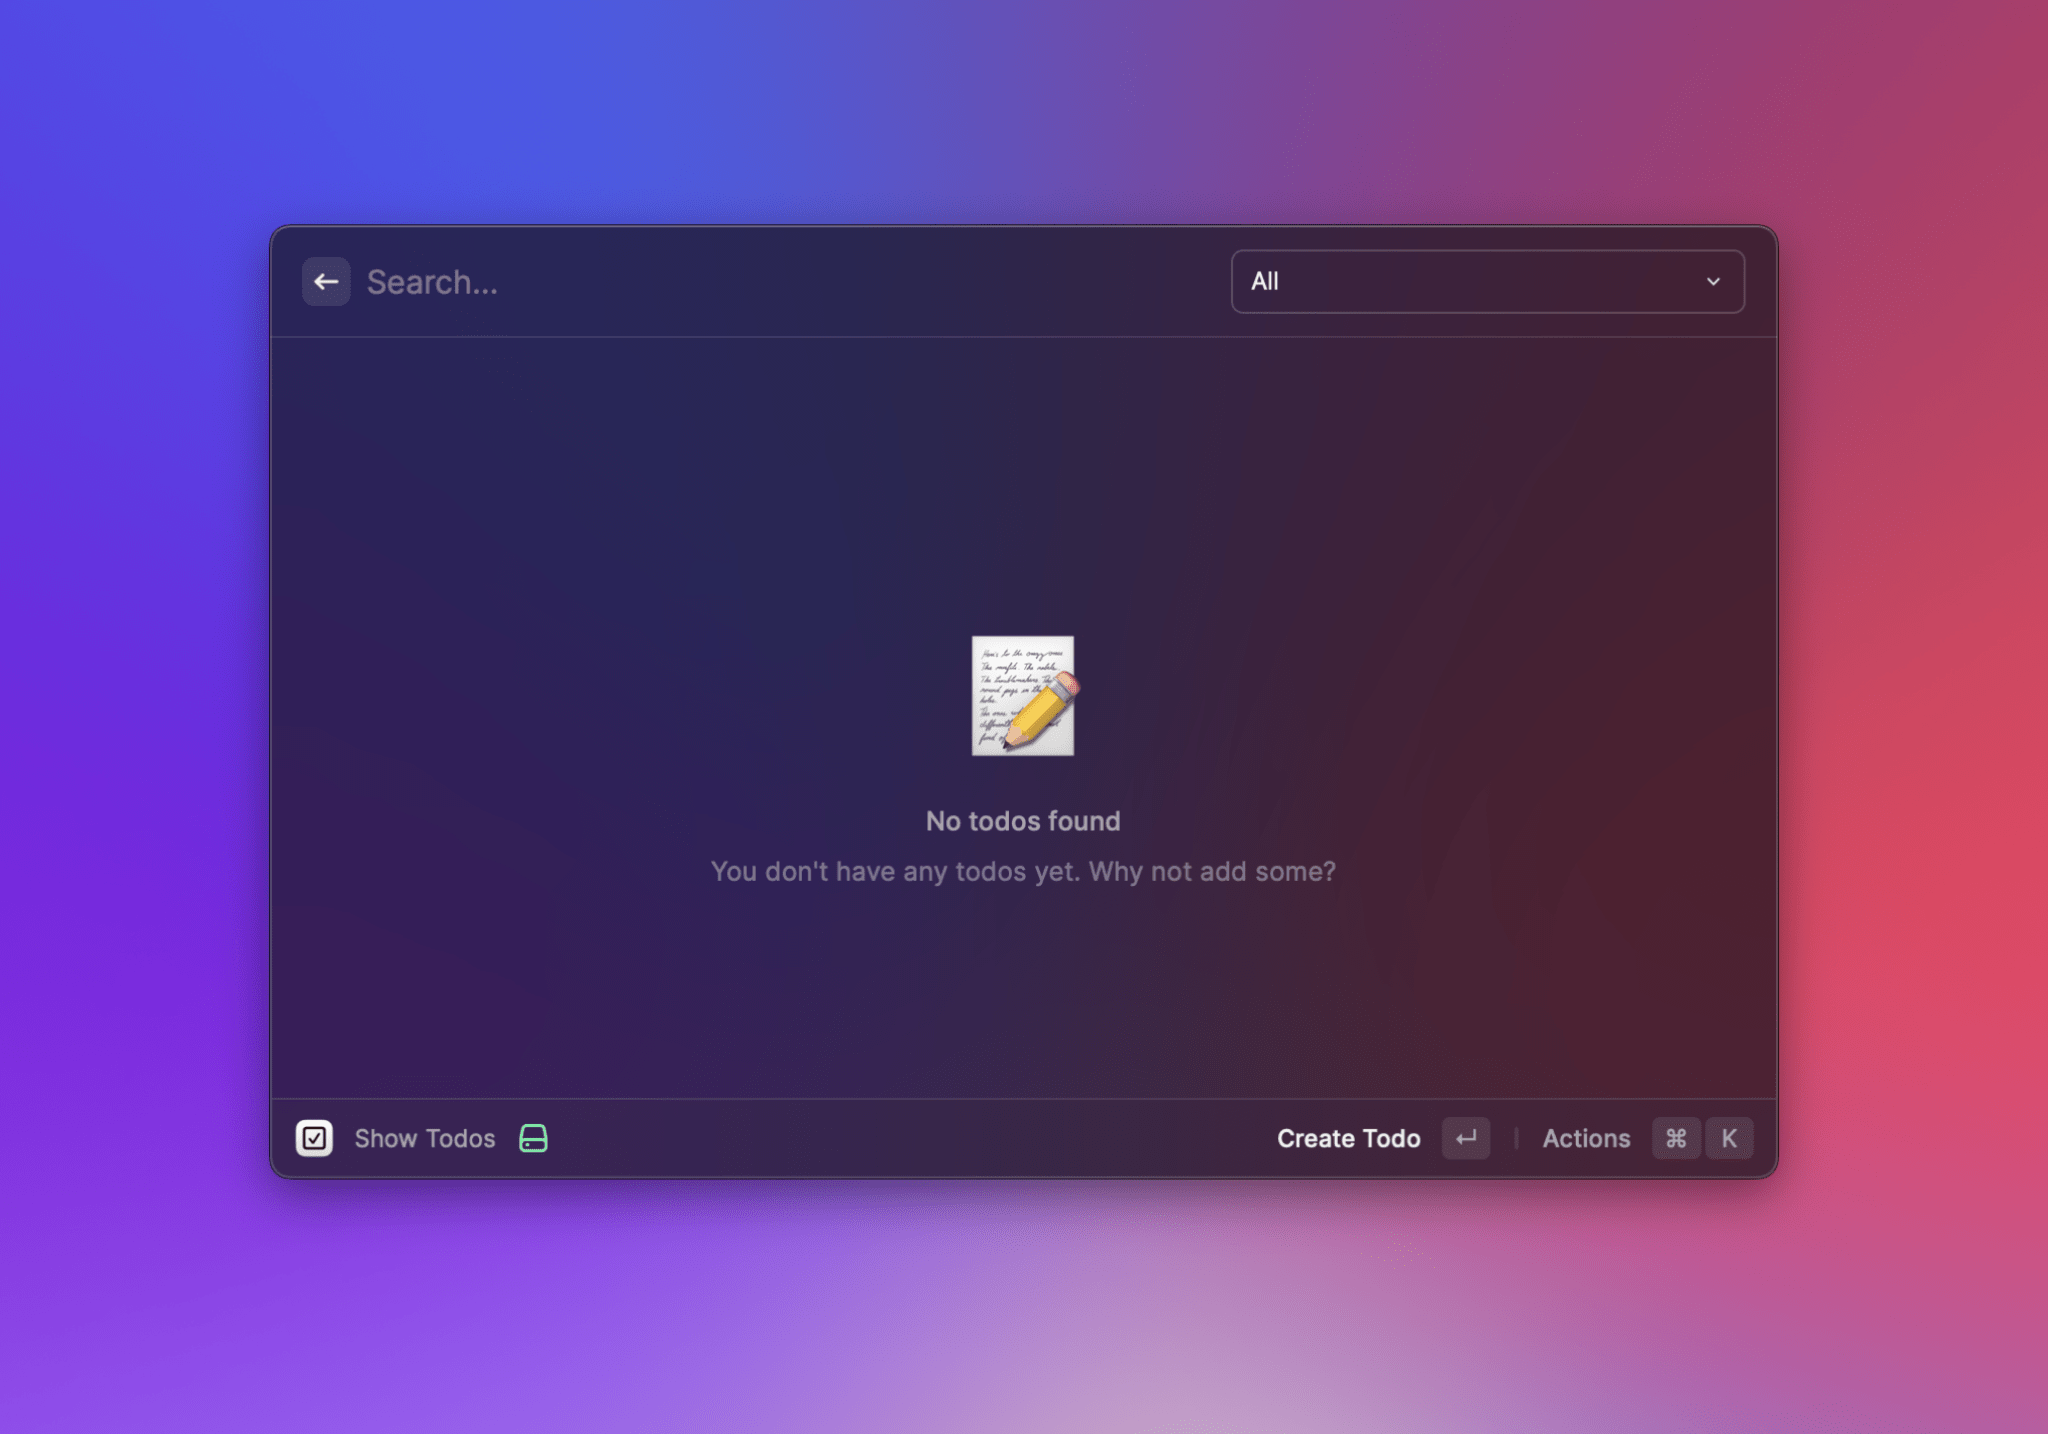 Search...
All
No todos found
You don't have any todos yet. Why not add some?
Show Todos
Create Todo ↵ | Actions ⌘ K